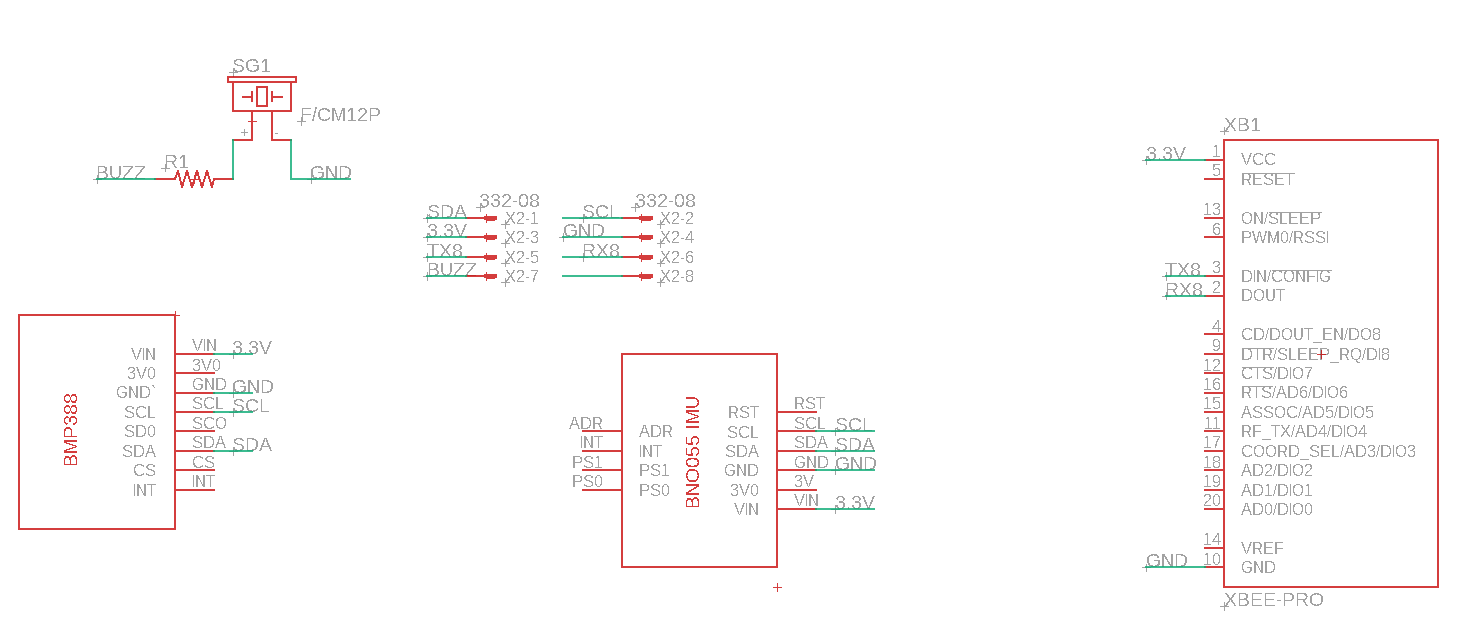 SG1
F/CM12P
+ -
BUZZ R1 GND
332-08 332-08
SDA X2-1 SCL X2-2
3.3V X2-3 GND X2-4
TX8 X2-5 RX8 X2-6
BUZZ X2-7 X2-8
BMP388
VIN VIN 3.3V
3V0 3V0
GND` GND GND
SCL SCL SCL
SD0 SCO
SDA SDA SDA
CS CS
INT INT
BNO055 IMU
ADR ADR
INT INT
PS1 PS1
PS0 PS0
RST RST
SCL SCL SCL
SDA SDA SDA
GND GND GND
3V0 3V
VIN VIN 3.3V
XB1
3.3V 1 VCC
5 RESET
13 ON/SLEEP
6 PWM0/RSSI
TX8 3 DIN/CONFIG
RX8 2 DOUT
4 CD/DOUT_EN/DO8
9 DTR/SLEEP_RQ/DI8
12 CTS/DIO7
16 RTS/AD6/DIO6
15 ASSOC/AD5/DIO5
11 RF_TX/AD4/DIO4
17 COORD_SEL/AD3/DIO3
18 AD2/DIO2
19 AD1/DIO1
20 AD0/DIO0
14 VREF
GND 10 GND
XBEE-PRO